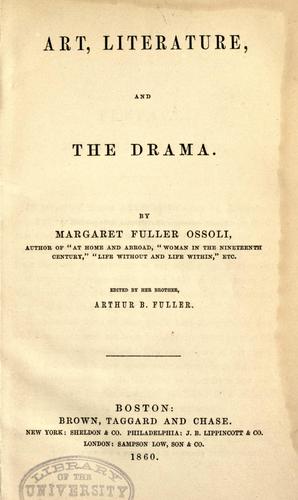 ART, LITERATURE,
AND
THE DRAMA.
BY
MARGARET FULLER OSSOLI,
AUTHOR OF "AT HOME AND ABROAD, "WOMAN IN THE NINETEENTH
CENTURY," "LIFE WITHOUT AND LIFE WITHIN," ETC.
EDITED BY HER BROTHER,
ARTHUR B. FULLER.
BOSTON:
BROWN, TAGGARD AND CHASE.
NEW YORK: SHELDON & CO. PHILADELPHIA: J. B. LIPPINCOTT & CO.
LONDON: SAMPSON LOW, SON & CO.
1860.
LIBRARY
OF THE
UNIVERSITY